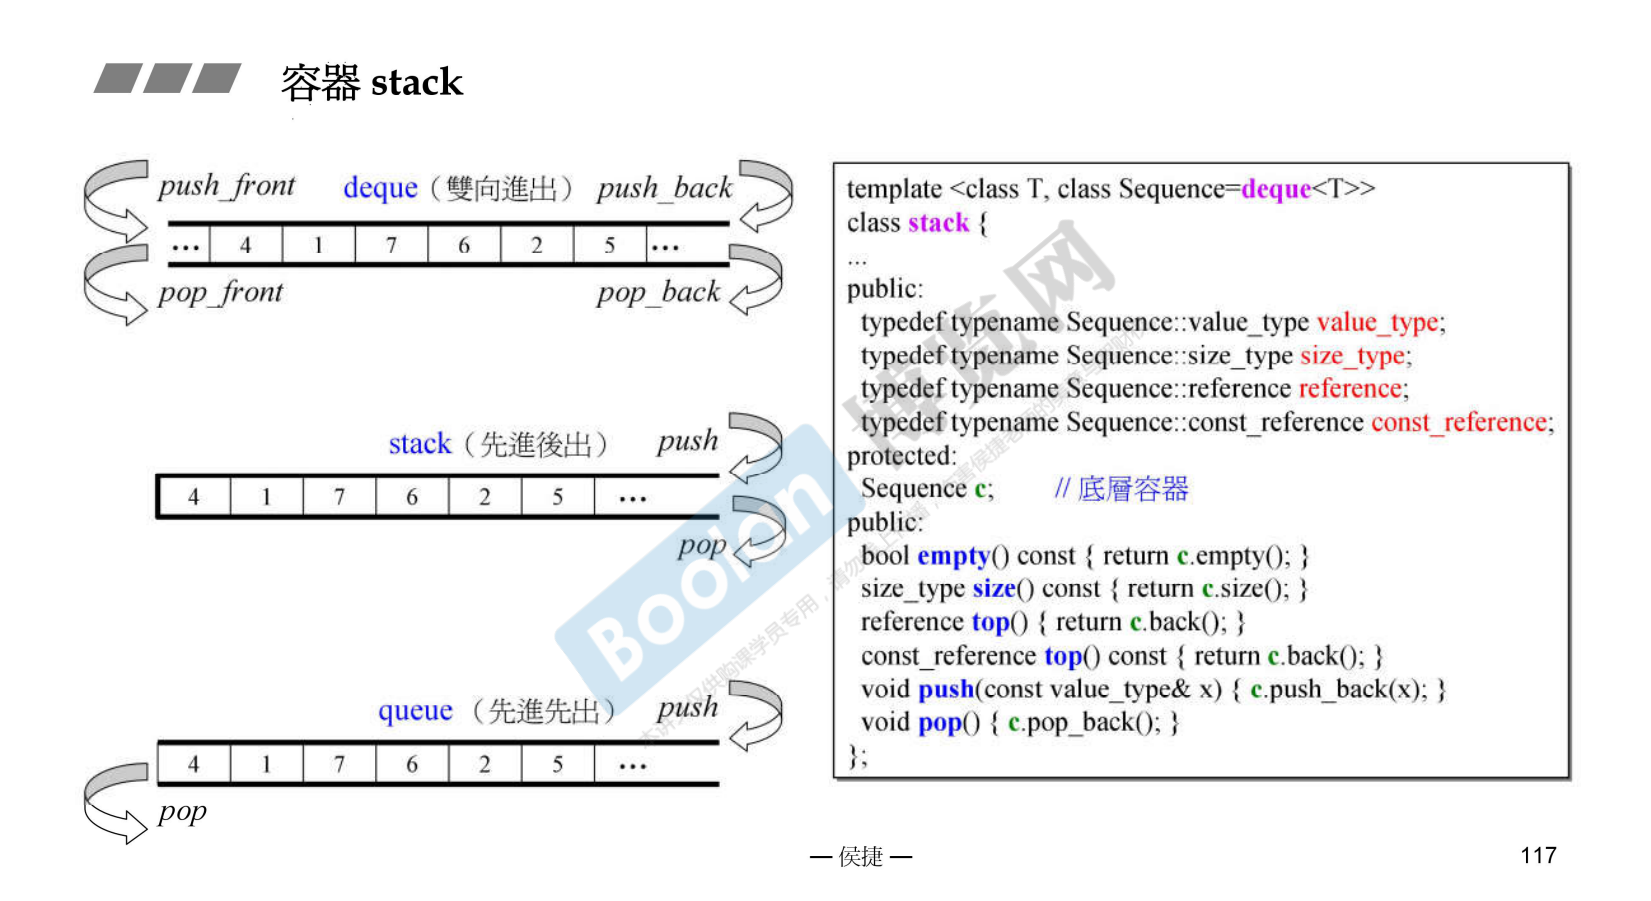 容器 stack
push_front deque（雙向進出） push_back
… 4 1 7 6 2 5 …
pop_front pop_back
stack（先進後出） push
4 1 7 6 2 5 …
pop
queue （先進先出） push
4 1 7 6 2 5 …
pop
template <class T, class Sequence=deque<T>>
class stack {
...
public:
typedef typename Sequence::value_type value_type;
typedef typename Sequence::size_type size_type;
typedef typename Sequence::reference reference;
typedef typename Sequence::const_reference const_reference;
protected:
Sequence c; // 底層容器
public:
bool empty() const { return c.empty(); }
size_type size() const { return c.size(); }
reference top() { return c.back(); }
const_reference top() const { return c.back(); }
void push(const value_type& x) { c.push_back(x); }
void pop() { c.pop_back(); }
};
Boolan 博览网
— 侯捷 —
117